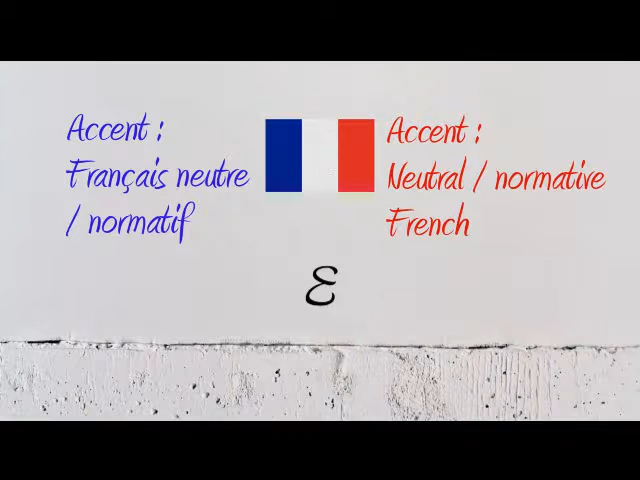 Accent :
Français neutre
/ normatif
Accent :
Neutral / normative
French
ℰ